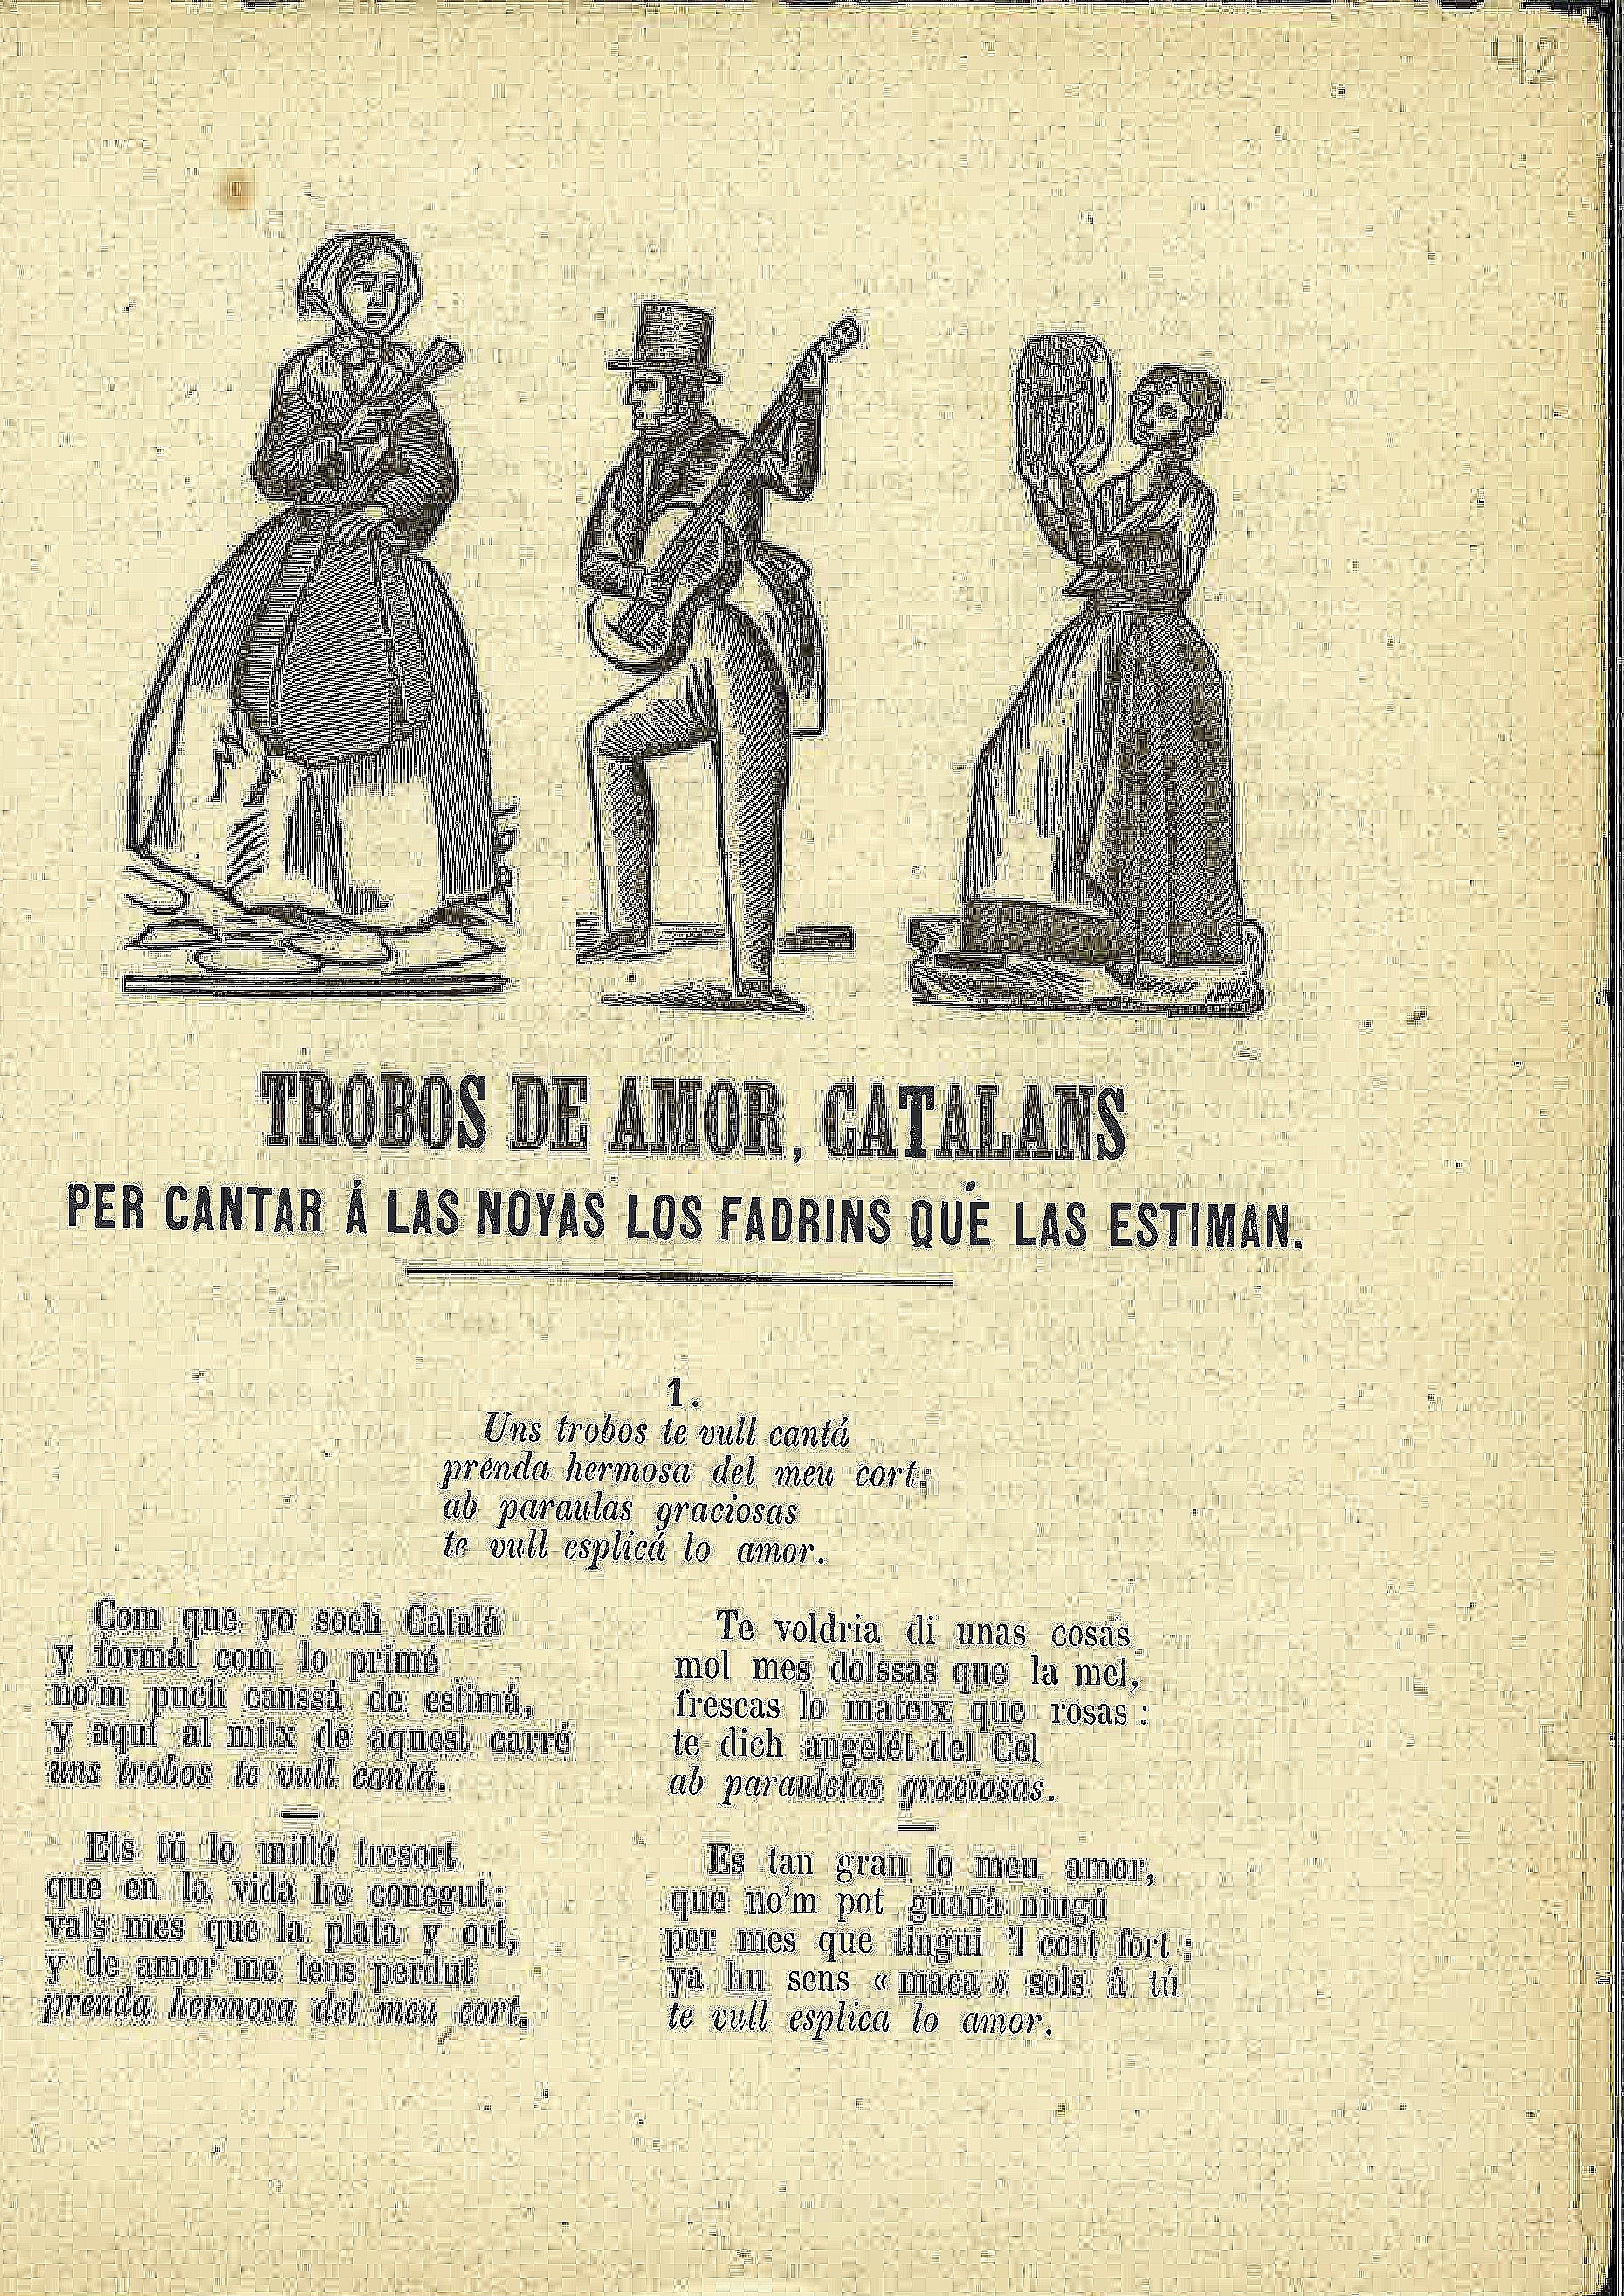 42
TROBOS DE AMOR, CATALANS
PER CANTAR Á LAS NOYAS LOS FADRINS QUÉ LAS ESTIMAN.
1.
Uns trobos te vull cantá
prenda hermosa del meu cort;
ab paraulas graciosas
te vull esplicá lo amor.
Com que yo soch Catalá
y formál com lo primé
no'm puch canssá de estimá,
y aquí al mitx de aquest carré
uns trobos te vull cantá.
Ets tú lo milló tresort
que en la vida he conegut:
vals mes que la plata y ort,
y de amor me tens perdut
prenda hermosa del meu cort.
Te voldria di unas cosas
mol mes dolssas que la mel,
frescas lo mateix que rosas:
te dich angelét del Cel
ab parauletas graciosas.
Es tan gran lo meu amor,
que no'm pot guañá ningú
per mes que tingui 'l cort fort;
ya hu sens «maca» sols á tú
te vull esplica lo amor.